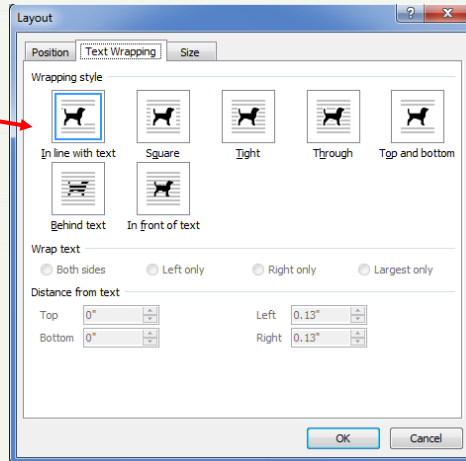 Layout
Position Text Wrapping Size
Wrapping style
In line with text Square Tight Through Top and bottom
Behind text In front of text
Wrap text
Both sides Left only Right only Largest only
Distance from text
Top 0" Left 0.13"
Bottom 0" Right 0.13"
OK Cancel